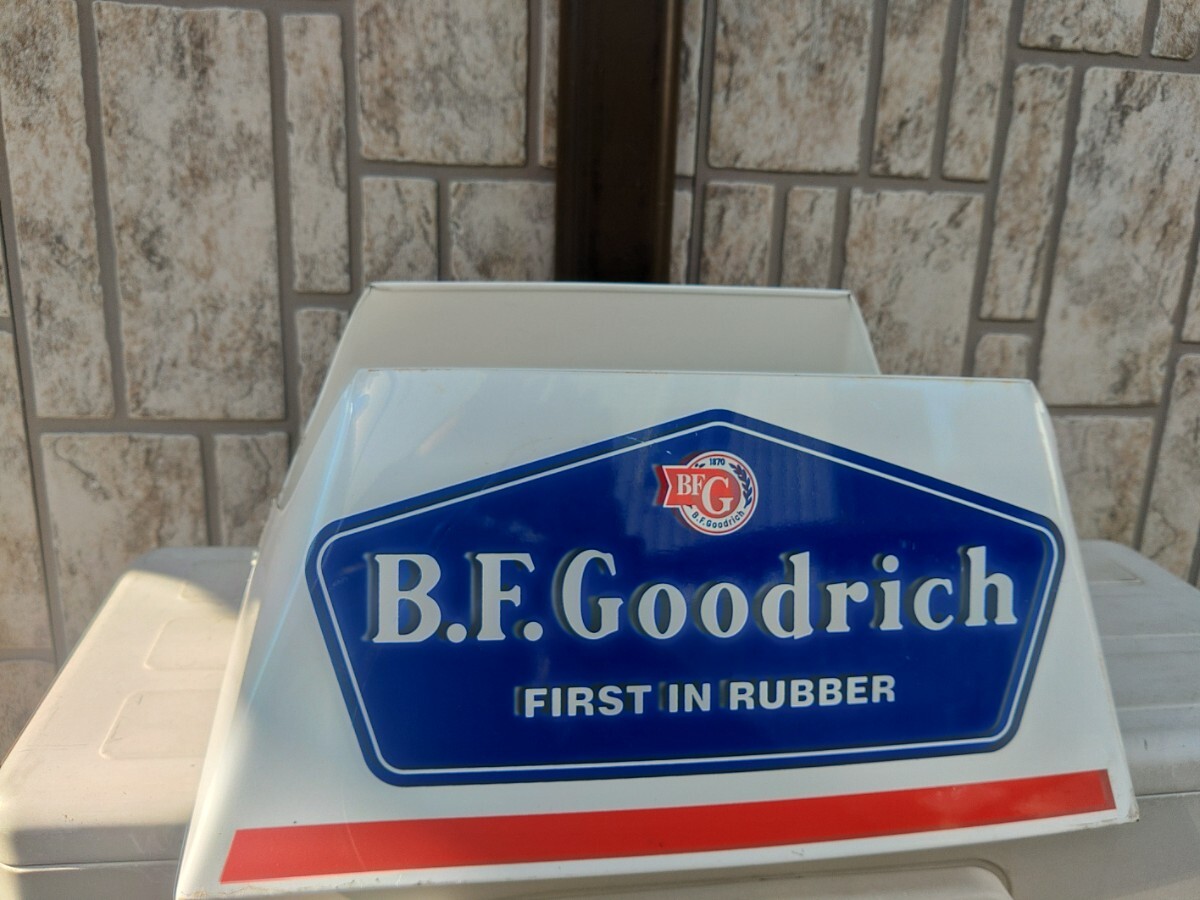 1870
BFG
B.F.Goodrich
B.F.Goodrich
FIRST IN RUBBER